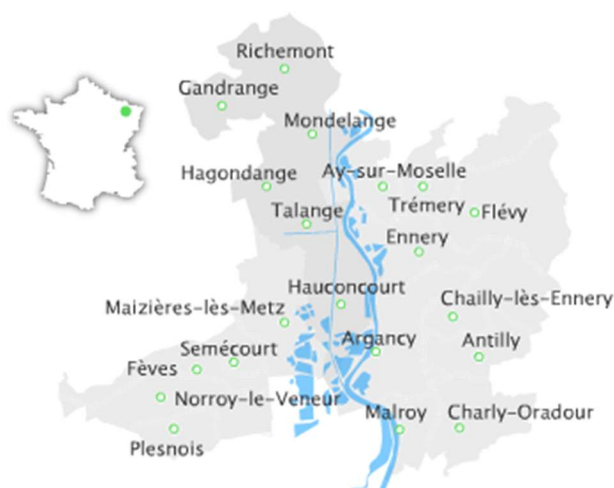 Richemont
Gandrange
Mondelange
Hagondange
Ay-sur-Moselle
Talange
Trémery
Flévy
Ennery
Hauconcourt
Chailly-lès-Ennery
Maizières-lès-Metz
Argancy
Antilly
Semécourt
Fèves
Norroy-le-Veneur
Malroy
Charly-Oradour
Plesnois